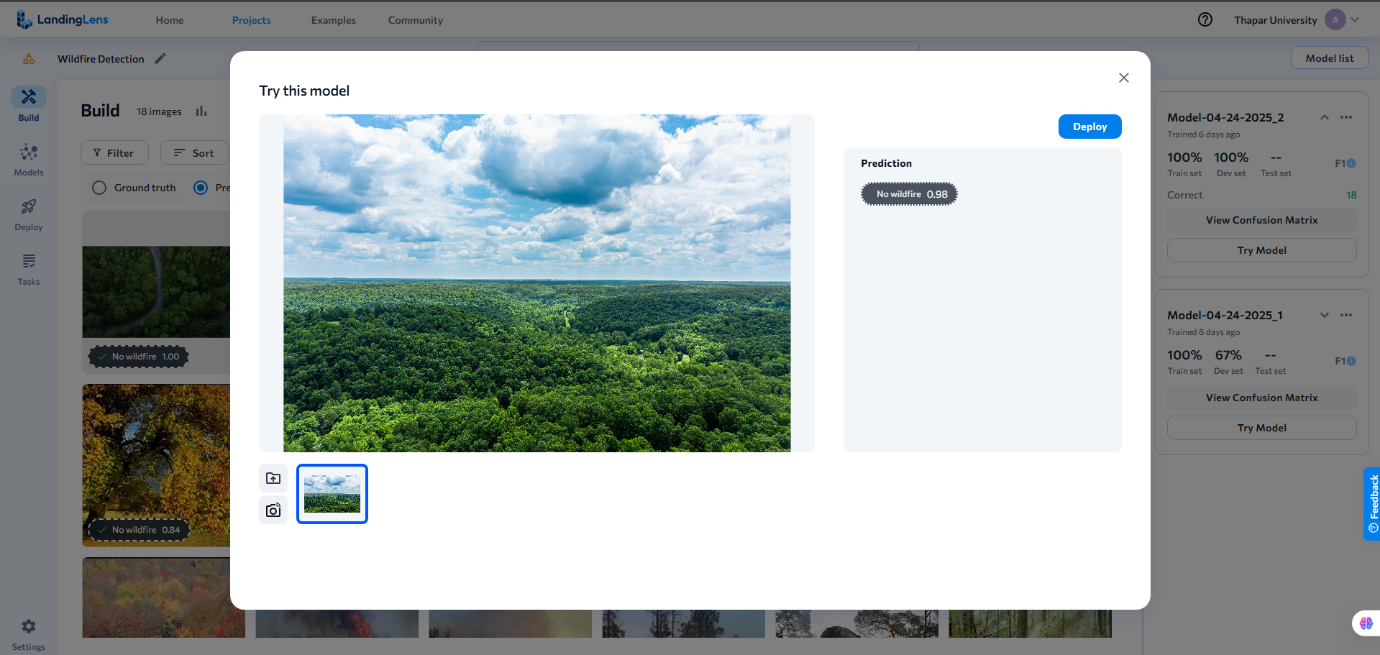 LandingLens
Home
Projects
Examples
Community
Thapar University
A
Wildfire Detection
Model list
Build
Models
Deploy
Tasks
Settings
Build
18 images
Filter
Sort
Ground truth
Pre
No wildfire 1.00
No wildfire 0.84
Try this model
Deploy
Prediction
No wildfire 0.98
Model-04-24-2025_2
Trained 6 days ago
100% 100% --
Train set Dev set Test set
F1
Correct 18
View Confusion Matrix
Try Model
Model-04-24-2025_1
Trained 6 days ago
100% 67% --
Train set Dev set Test set
F1
View Confusion Matrix
Try Model
Feedback